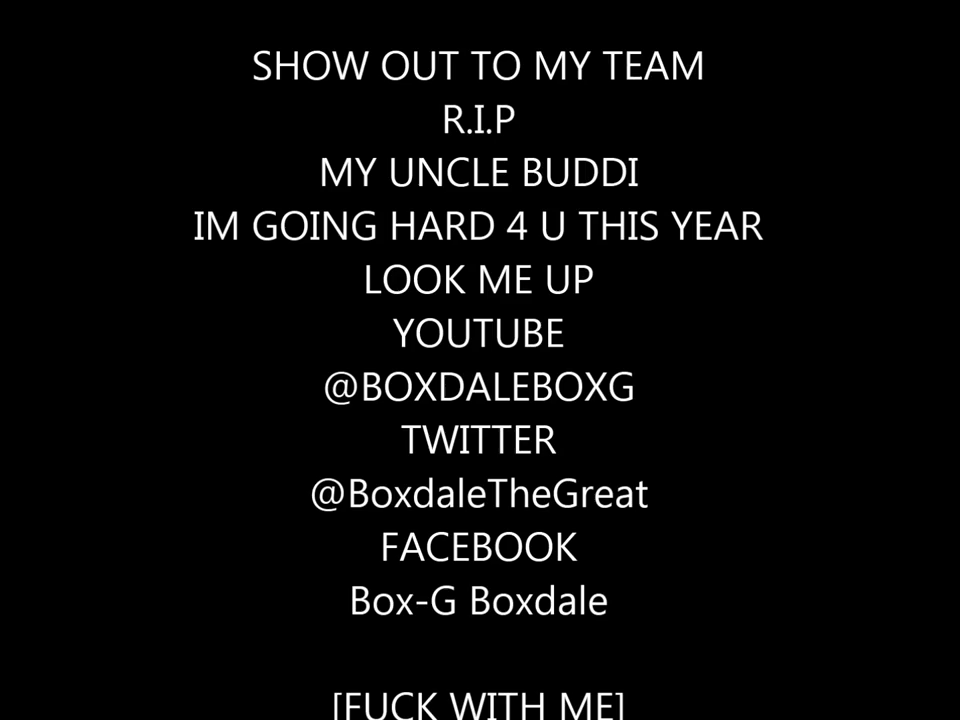 SHOW OUT TO MY TEAM
R.I.P
MY UNCLE BUDDI
IM GOING HARD 4 U THIS YEAR
LOOK ME UP
YOUTUBE
@BOXDALEBOXG
TWITTER
@BoxdaleTheGreat
FACEBOOK
Box-G Boxdale
[FUCK WITH ME]